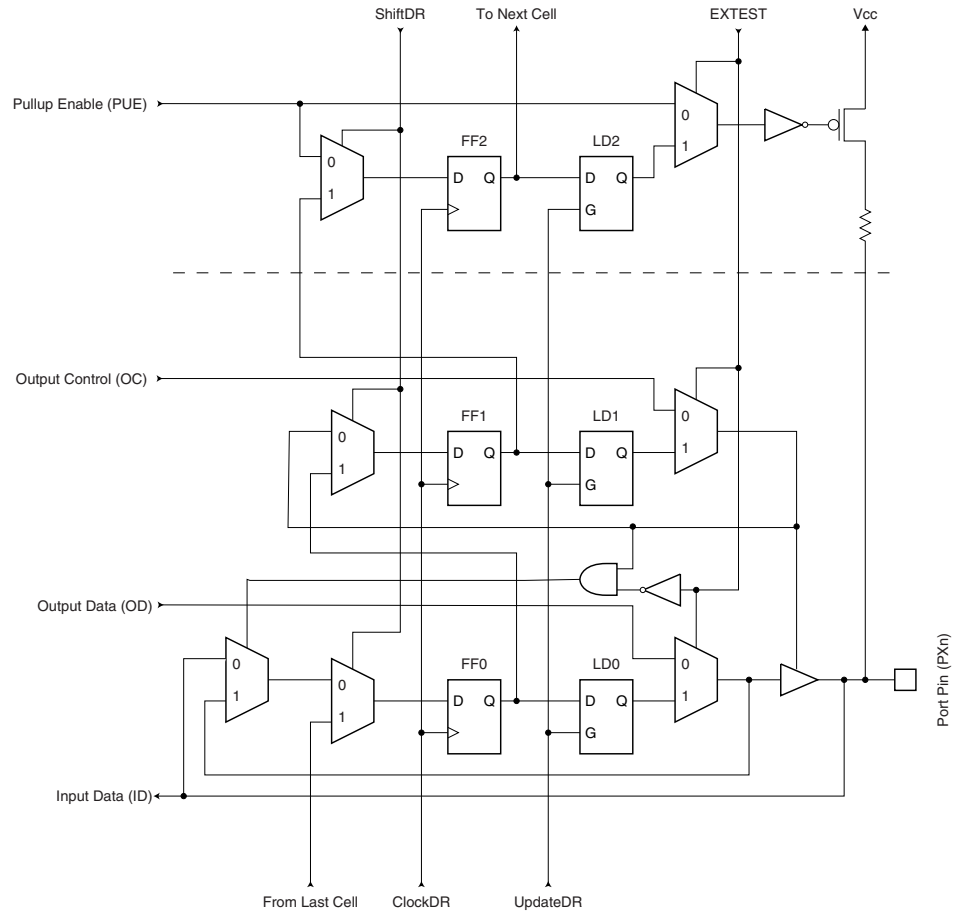 ShiftDR
To Next Cell
EXTEST
Vcc
Pullup Enable (PUE)
0
1
FF2
D Q
LD2
D Q
G
0
1
Output Control (OC)
0
1
FF1
D Q
LD1
D Q
G
0
1
Output Data (OD)
0
1
0
1
FF0
D Q
LD0
D Q
G
0
1
Port Pin (PXn)
Input Data (ID)
From Last Cell
ClockDR
UpdateDR